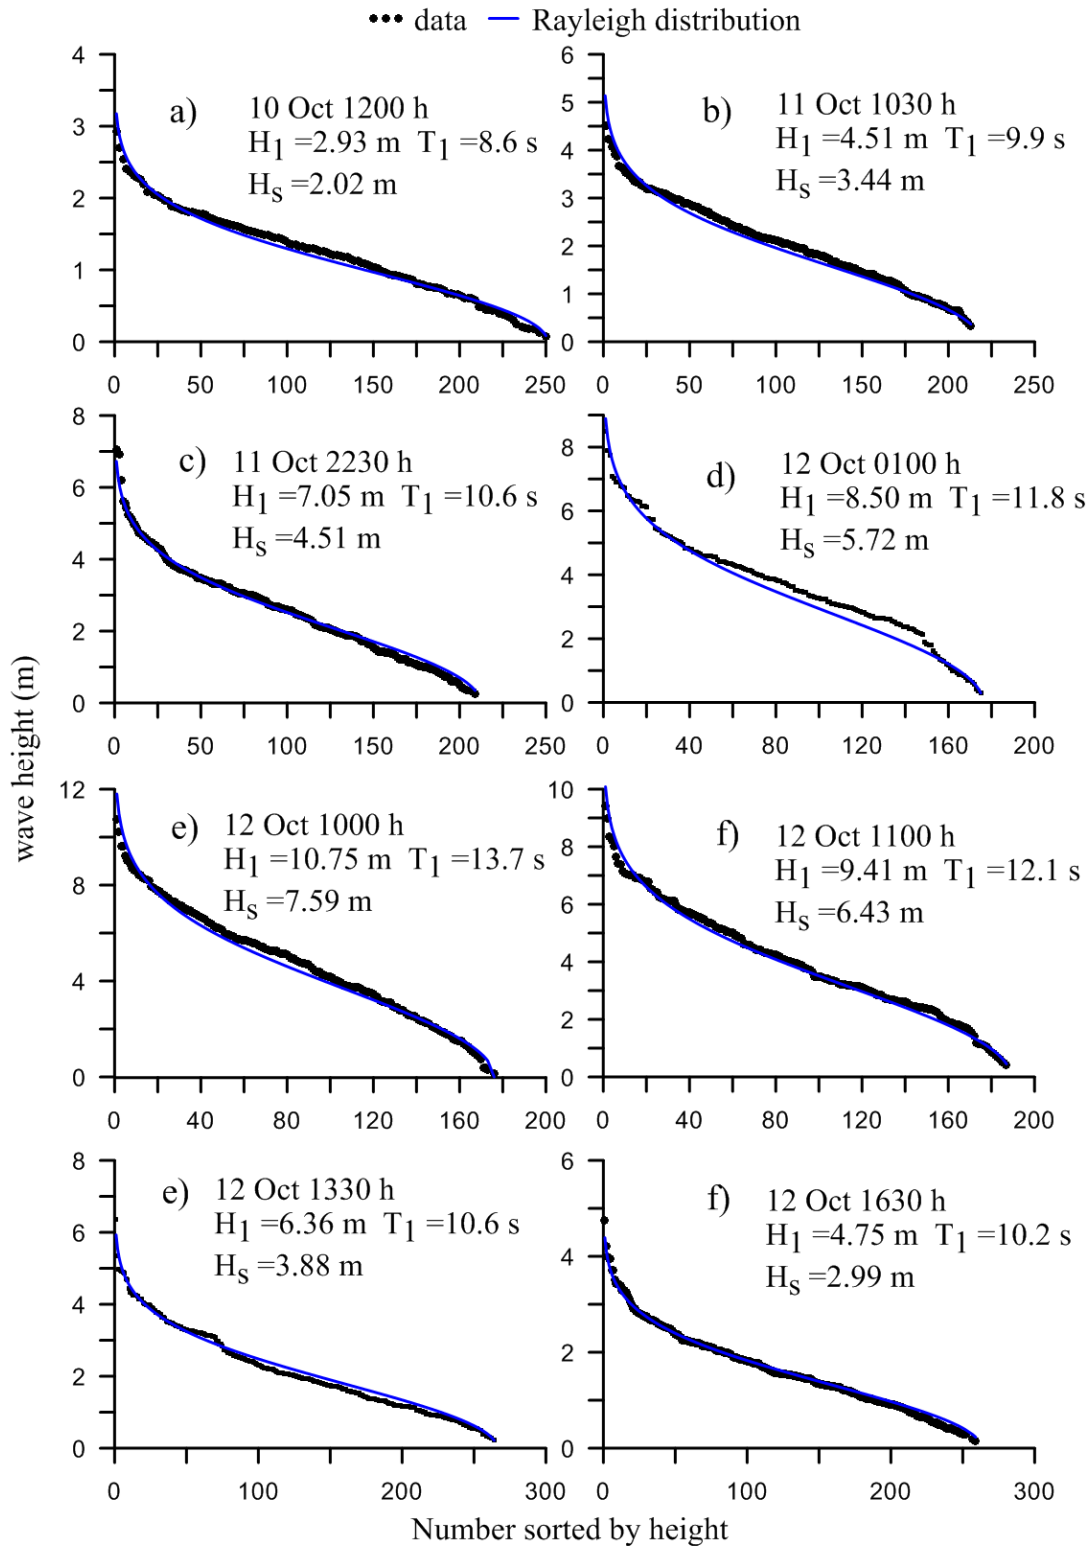 data Rayleigh distribution
4
3
2
1
0
0 50 100 150 200 250
a)
10 Oct 1200 h
H1 =2.93 m T1 =8.6 s
Hs =2.02 m
6
5
4
3
2
1
0
0 50 100 150 200 250
b)
11 Oct 1030 h
H1 =4.51 m T1 =9.9 s
Hs =3.44 m
8
6
4
2
0
0 50 100 150 200 250
c)
11 Oct 2230 h
H1 =7.05 m T1 =10.6 s
Hs =4.51 m
8
6
4
2
0
0 40 80 120 160 200
d)
12 Oct 0100 h
H1 =8.50 m T1 =11.8 s
Hs =5.72 m
wave height (m)
12
8
4
0
0 40 80 120 160 200
e)
12 Oct 1000 h
H1 =10.75 m T1 =13.7 s
Hs =7.59 m
10
8
6
4
2
0
0 40 80 120 160 200
f)
12 Oct 1100 h
H1 =9.41 m T1 =12.1 s
Hs =6.43 m
8
6
4
2
0
0 100 200 300
e)
12 Oct 1330 h
H1 =6.36 m T1 =10.6 s
Hs =3.88 m
6
4
2
0
0 100 200 300
f)
12 Oct 1630 h
H1 =4.75 m T1 =10.2 s
Hs =2.99 m
Number sorted by height